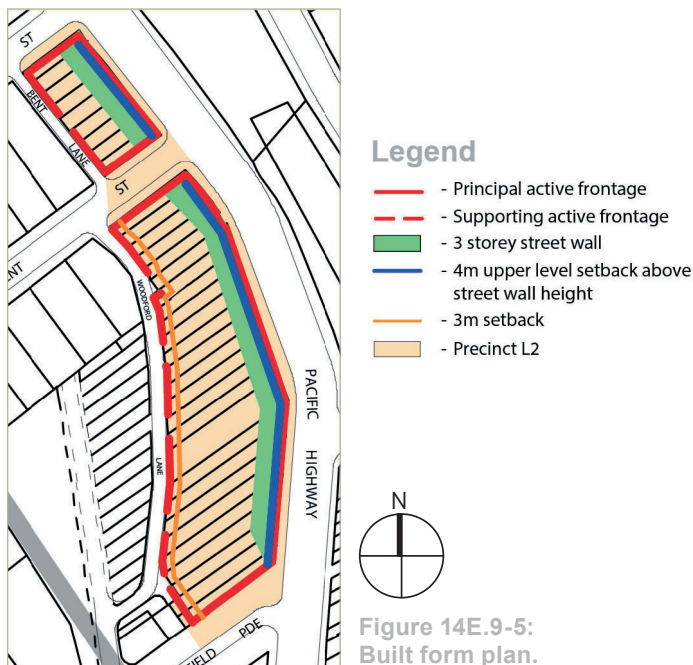 ST
BENT
LANE
ST
ENT
WOODFORD
LANE
PACIFIC
HIGHWAY
FIELD PDE
Legend
- Principal active frontage
- Supporting active frontage
- 3 storey street wall
- 4m upper level setback above
street wall height
- 3m setback
- Precinct L2
N
Figure 14E.9-5:
Built form plan.